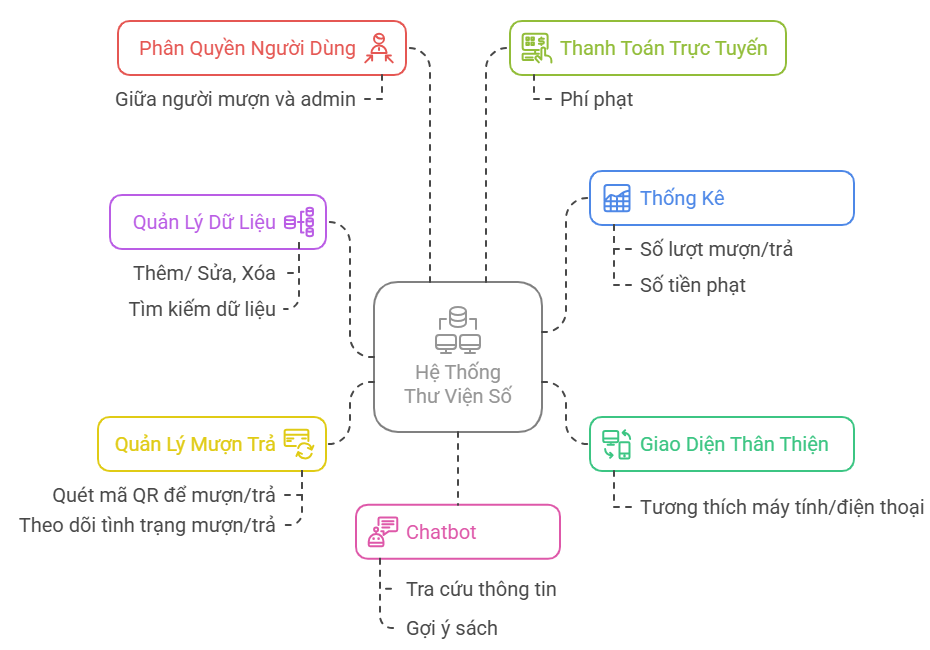 Phân Quyền Người Dùng
Giữa người mượn và admin
Thanh Toán Trực Tuyến
Phí phạt
Quản Lý Dữ Liệu
Thêm/ Sửa, Xóa
Tìm kiếm dữ liệu
Thống Kê
Số lượt mượn/trả
Số tiền phạt
Hệ Thống
Thư Viện Số
Quản Lý Mượn Trả
Quét mã QR để mượn/trả
Theo dõi tình trạng mượn/trả
Giao Diện Thân Thiện
Tương thích máy tính/điện thoại
Chatbot
Tra cứu thông tin
Gợi ý sách